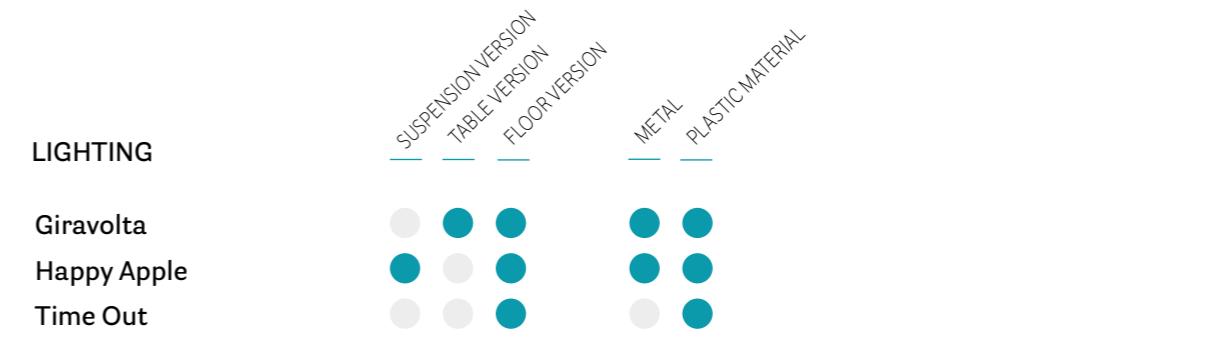 SUSPENSION VERSION
TABLE VERSION
FLOOR VERSION
METAL
PLASTIC MATERIAL
LIGHTING
Giravolta
Happy Apple
Time Out